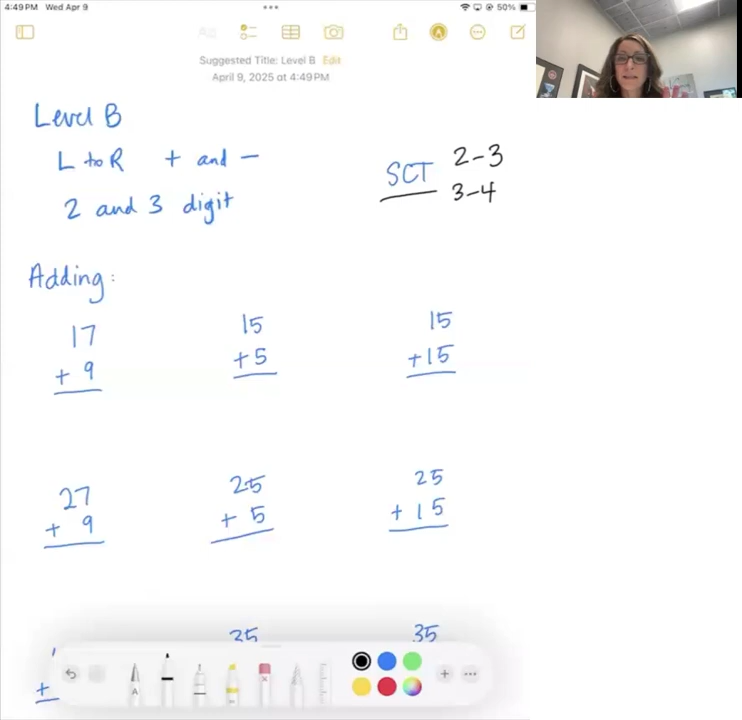 4:49 PM Wed Apr 9
50%
Suggested Title: Level B Edit
April 9, 2025 at 4:49 PM
Level B
L to R + and -
2 and 3 digit
SCT 2-3
3-4
Adding:
17 15 15
+ 9 +5 +15
27 25 25
+ 9 + 5 + 15
35 35
+
A